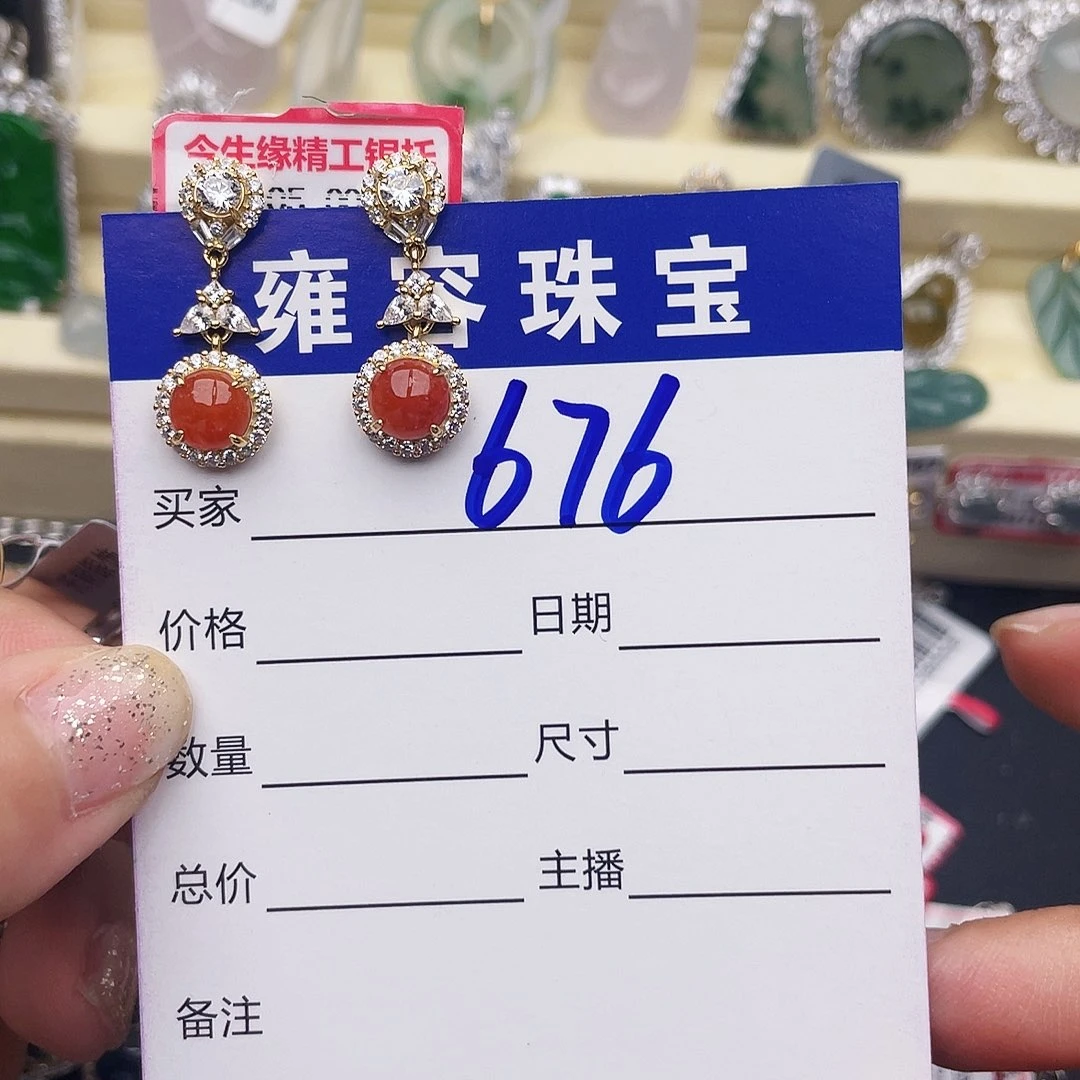 今生缘精工银托
雍容珠宝
买家 676
价格 日期
数量 尺寸
总价 主播
备注